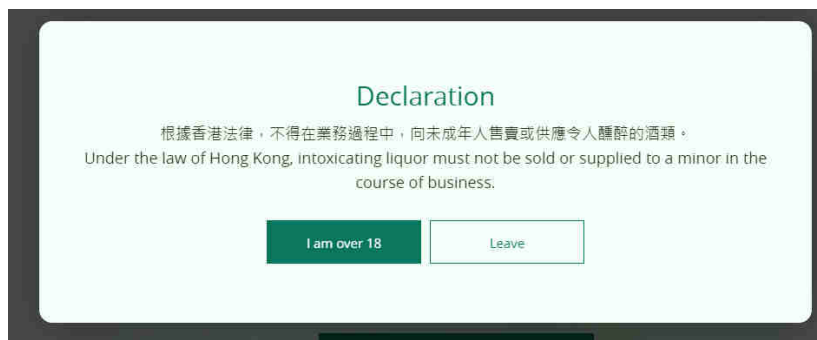 Declaration
根據香港法律，不得在業務過程中，向未成年人售賣或供應令人醺醉的酒類。
Under the law of Hong Kong, intoxicating liquor must not be sold or supplied to a minor in the
course of business.
I am over 18
Leave